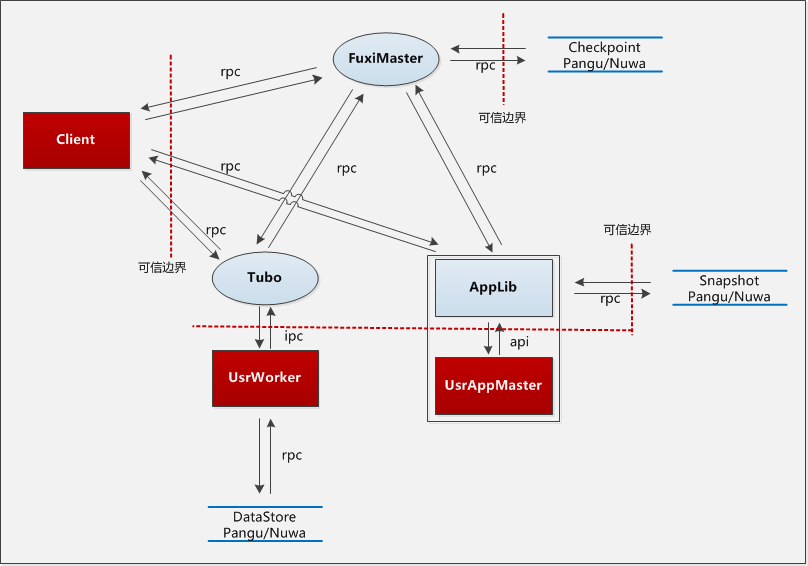 FuxiMaster
rpc
Checkpoint
Pangu/Nuwa
rpc
可信边界
Client
rpc
rpc
rpc
rpc
可信边界
可信边界
Tubo
AppLib
rpc
Snapshot
Pangu/Nuwa
ipc
api
UsrWorker
UsrAppMaster
rpc
DataStore
Pangu/Nuwa